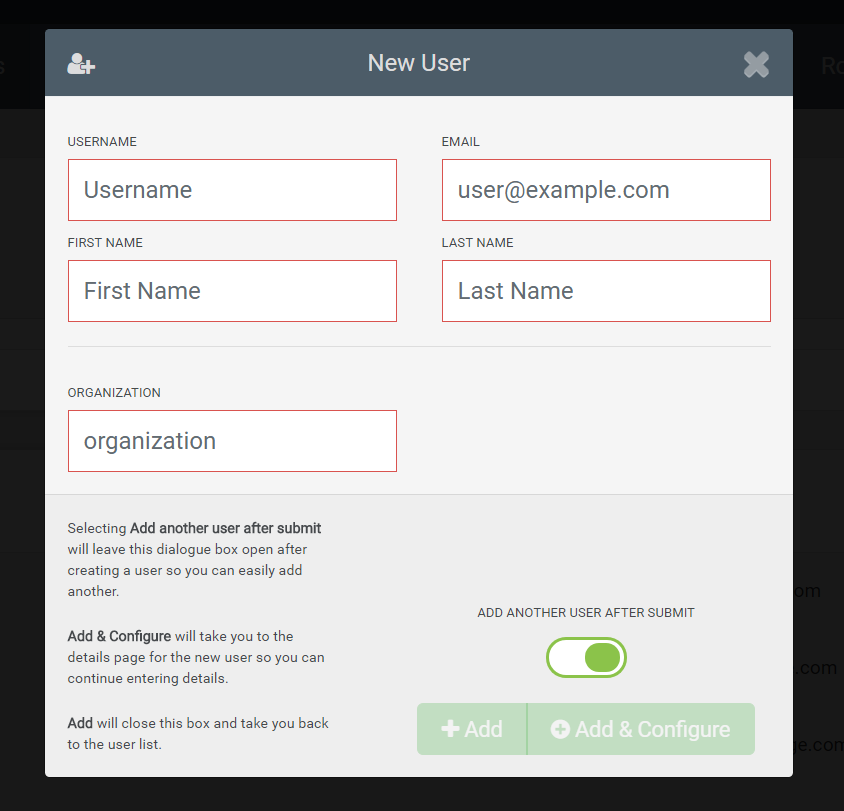 New User
USERNAME
EMAIL
Username
user@example.com
FIRST NAME
LAST NAME
First Name
Last Name
ORGANIZATION
organization
Selecting Add another user after submit
will leave this dialogue box open after
creating a user so you can easily add
another.
Add & Configure will take you to the
details page for the new user so you can
continue entering details.
Add will close this box and take you back
to the user list.
ADD ANOTHER USER AFTER SUBMIT
Add
Add & Configure